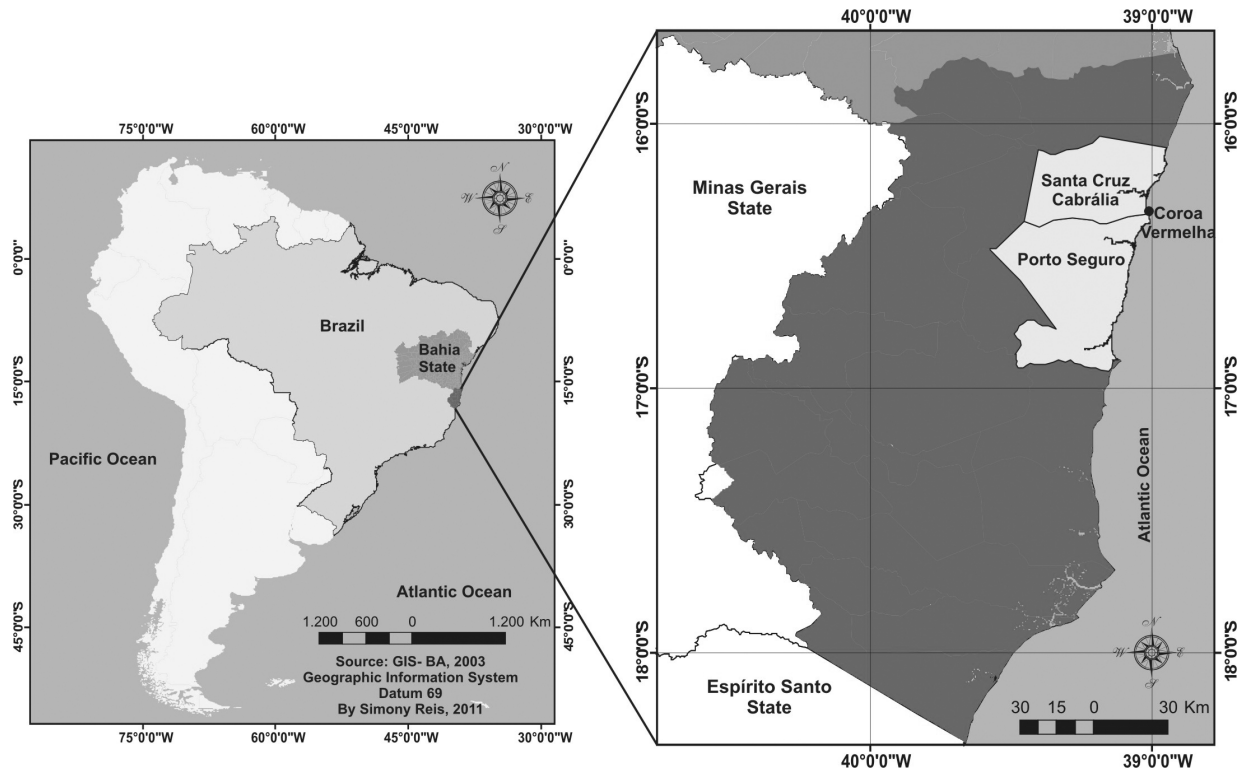 75°0'0"W 60°0'0"W 45°0'0"W 30°0'0"W
N
W E
S
0°0'0"
15°0'0"S
30°0'0"S
45°0'0"S
0°0'0"
15°0'0"S
30°0'0"S
45°0'0"S
Brazil
Bahia
State
Pacific Ocean
Atlantic Ocean
1.200 600 0 1.200 Km
Source: GIS- BA, 2003
Geographic Information System
Datum 69
By Simony Reis, 2011
75°0'0"W 60°0'0"W 45°0'0"W 30°0'0"W
40°0'0"W 39°0'0"W
16°0'0"S
17°0'0"S
18°0'0"S
16°0'0"S
17°0'0"S
18°0'0"S
Minas Gerais
State
Santa Cruz
Cabrália
Coroa
Vermelha
Porto Seguro
Atlantic Ocean
Espírito Santo
State
N
W E
S
30 15 0 30 Km
40°0'0"W 39°0'0"W